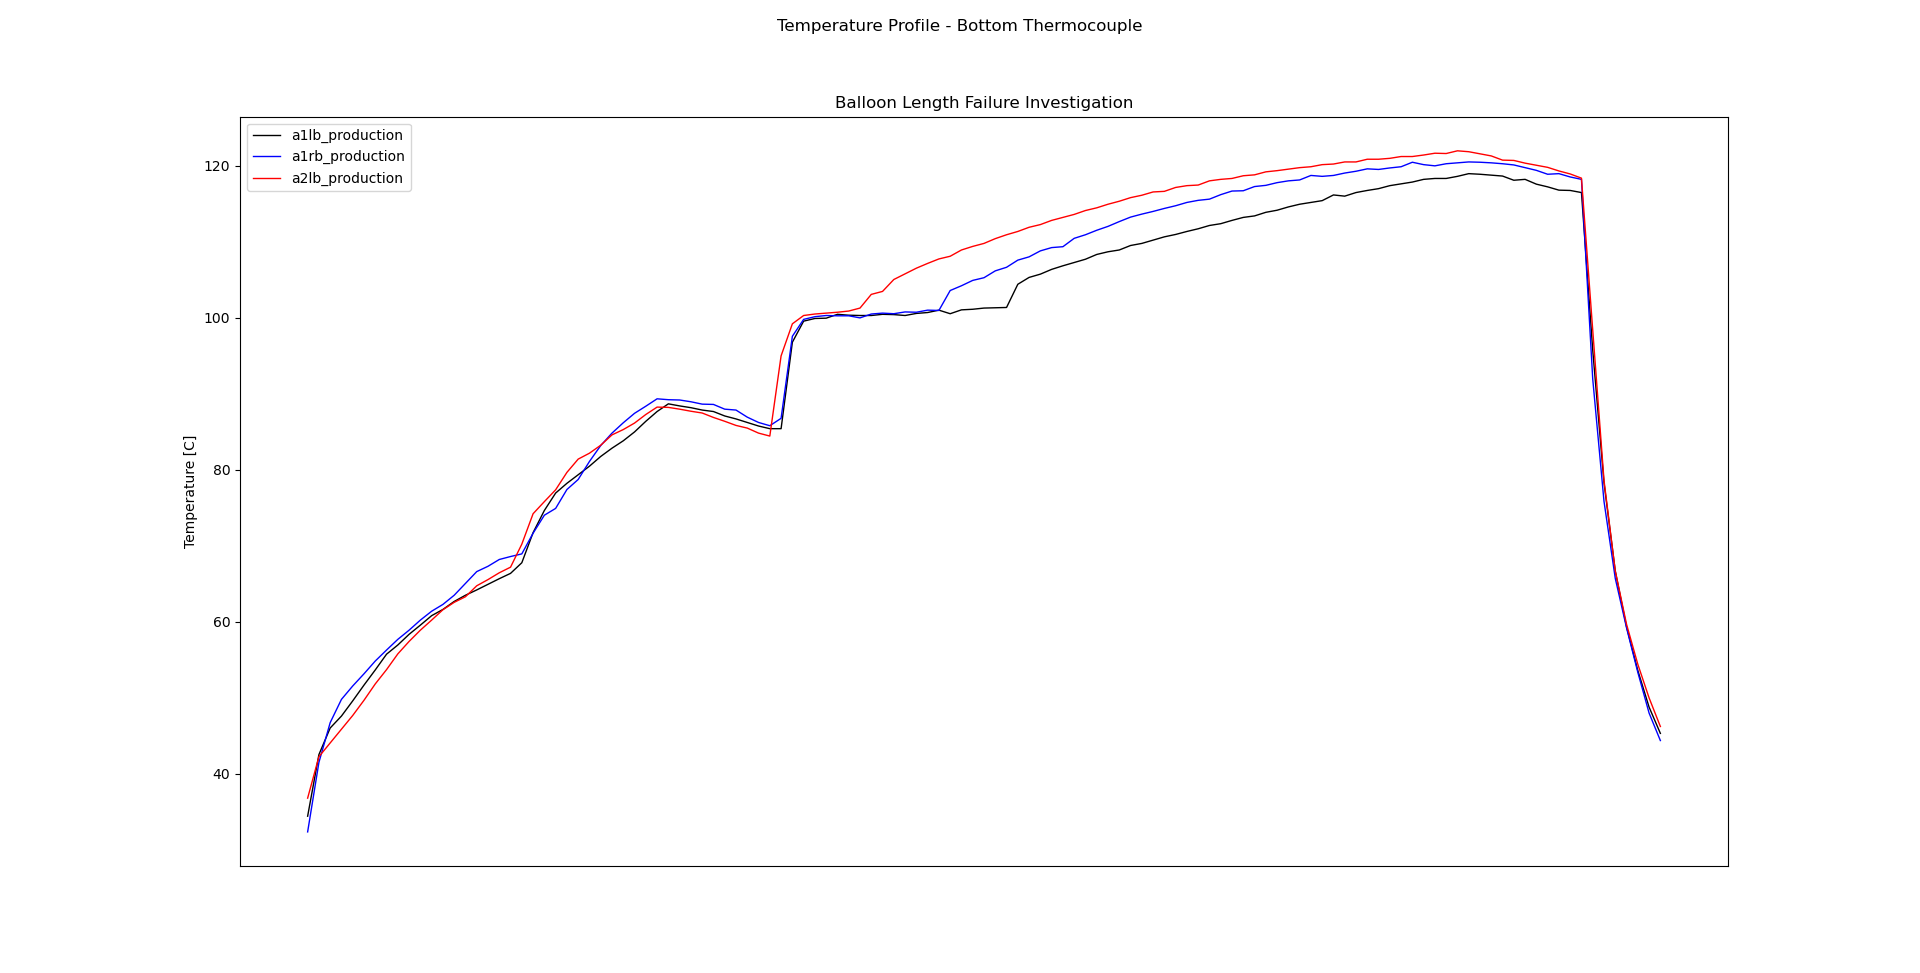 Temperature Profile - Bottom Thermocouple
Balloon Length Failure Investigation
a1lb_production
a1rb_production
a2lb_production
120
100
80
60
40
Temperature [C]